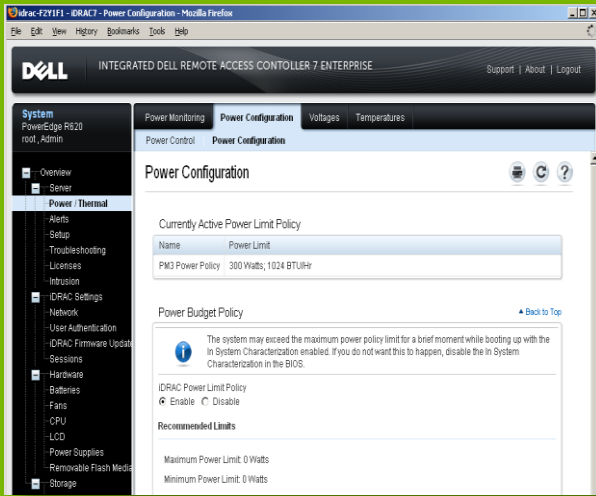 idrac-F2Y1F1 - iDRAC7 - Power Configuration - Mozilla Firefox
File Edit View History Bookmarks Tools Help
DELL INTEGRATED DELL REMOTE ACCESS CONTOLLER 7 ENTERPRISE Support | About | Logout
System
PowerEdge R620
root , Admin
Overview
Server
Power / Thermal
Alerts
Setup
Troubleshooting
Licenses
Intrusion
iDRAC Settings
Network
User Authentication
iDRAC Firmware Update
Sessions
Hardware
Batteries
Fans
CPU
LCD
Power Supplies
Removable Flash Media
Storage
Power Monitoring Power Configuration Voltages Temperatures
Power Control Power Configuration
Power Configuration
Currently Active Power Limit Policy
Name Power Limit
PM3 Power Policy 300 Watts; 1024 BTU/Hr
Power Budget Policy Back to Top
The system may exceed the maximum power policy limit for a brief moment while booting up with the
In System Characterization enabled. If you do not want this to happen, disable the In System
Characterization in the BIOS.
iDRAC Power Limit Policy
Enable Disable
Recommended Limits
Maximum Power Limit: 0 Watts
Minimum Power Limit: 0 Watts